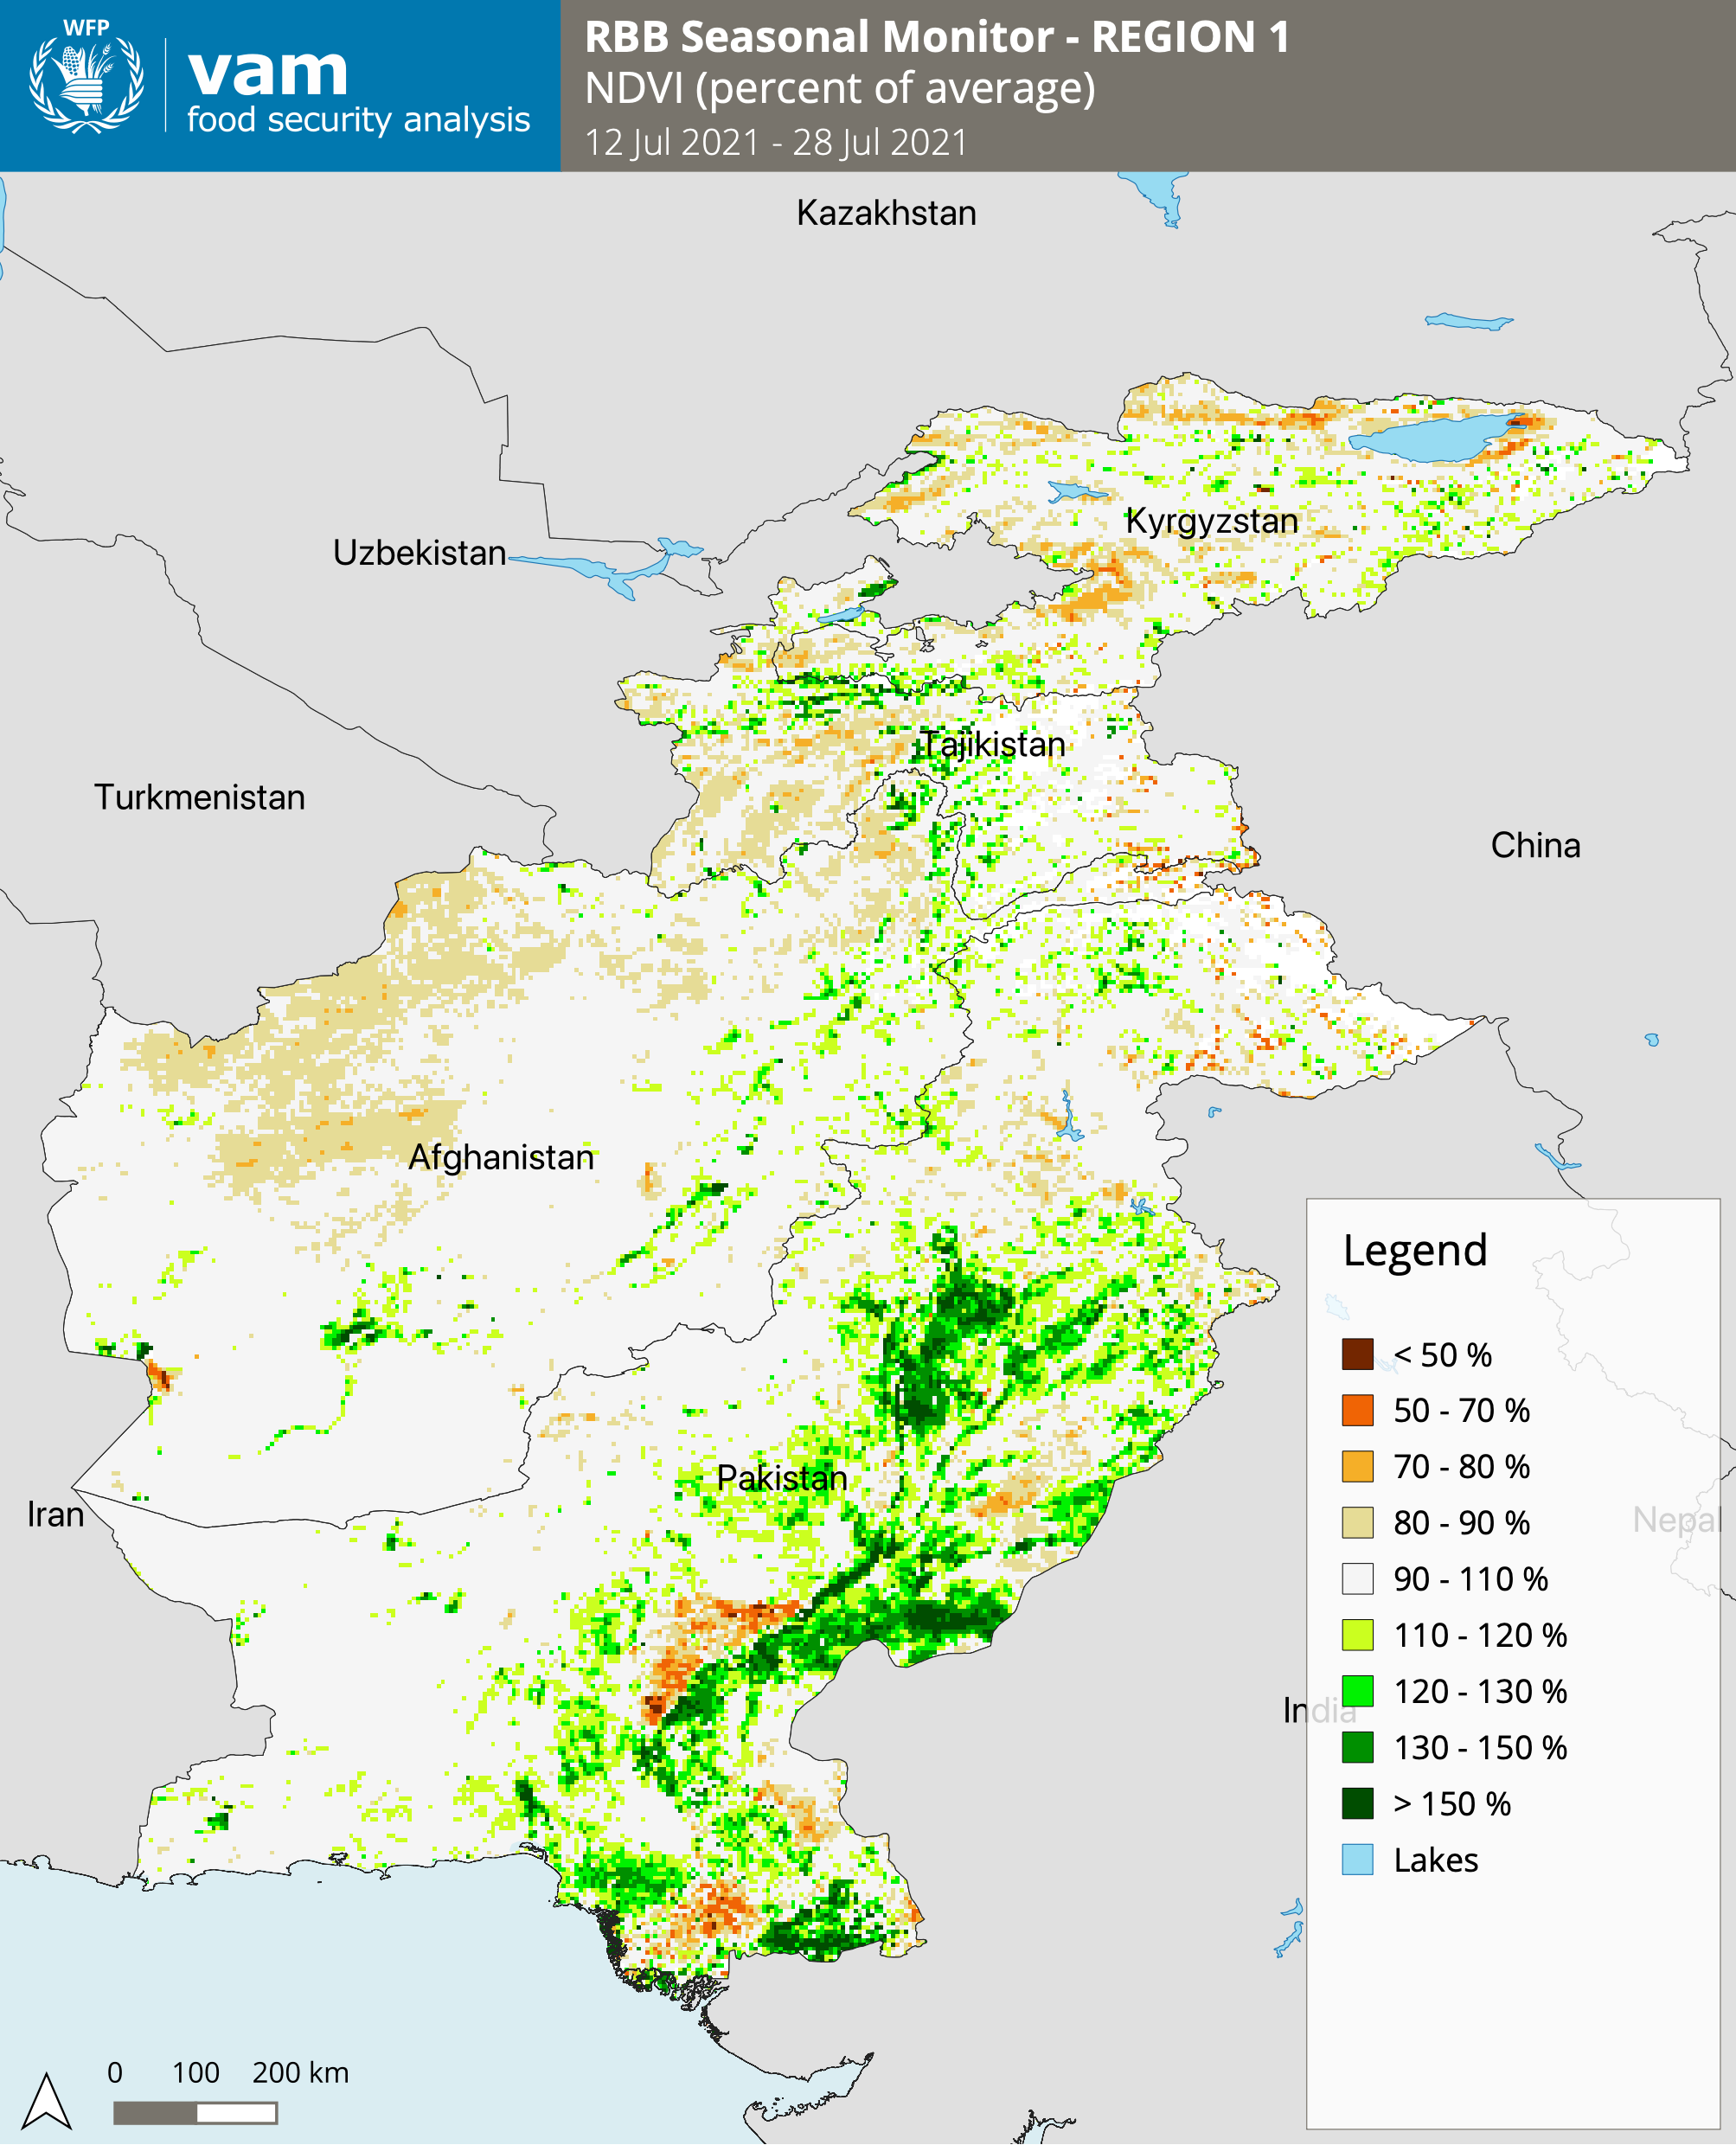 WFP
vam
food security analysis
RBB Seasonal Monitor - REGION 1
NDVI (percent of average)
12 Jul 2021 - 28 Jul 2021
Kazakhstan
Kyrgyzstan
Uzbekistan
Tajikistan
Turkmenistan
China
Afghanistan
Pakistan
Iran
Nepal
India
Legend
< 50 %
50 - 70 %
70 - 80 %
80 - 90 %
90 - 110 %
110 - 120 %
120 - 130 %
130 - 150 %
> 150 %
Lakes
0 100 200 km